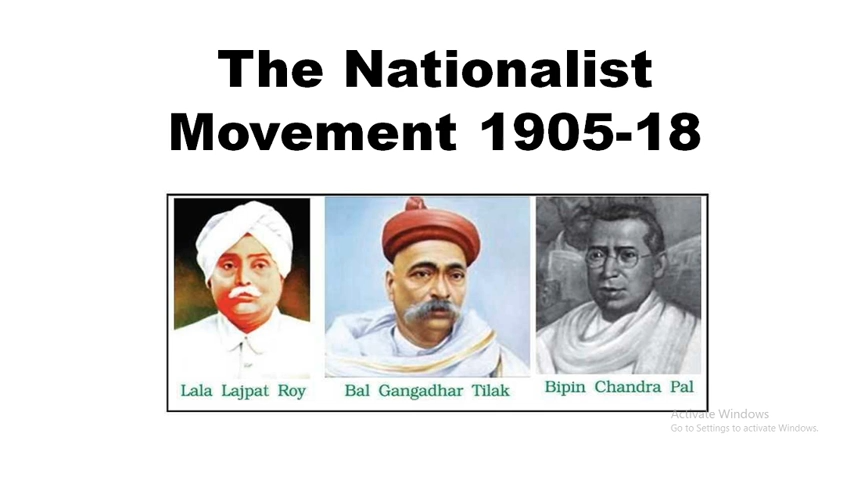 The Nationalist
Movement 1905-18
Lala Lajpat Roy
Bal Gangadhar Tilak
Bipin Chandra Pal
Activate Windows
Go to Settings to activate Windows.